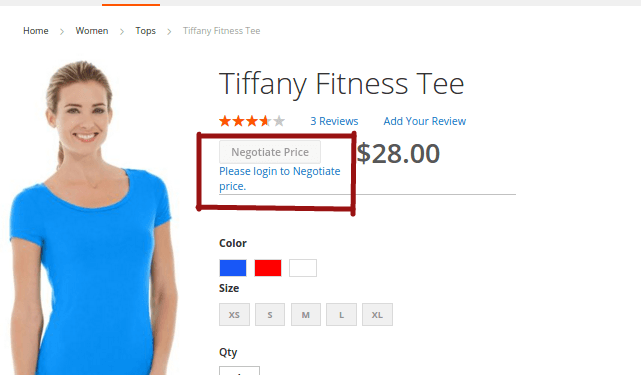 Home > Women > Tops > Tiffany Fitness Tee
Tiffany Fitness Tee
3 Reviews Add Your Review
Negotiate Price
$28.00
Please login to Negotiate
price.
Color
Size
XS S M L XL
Qty